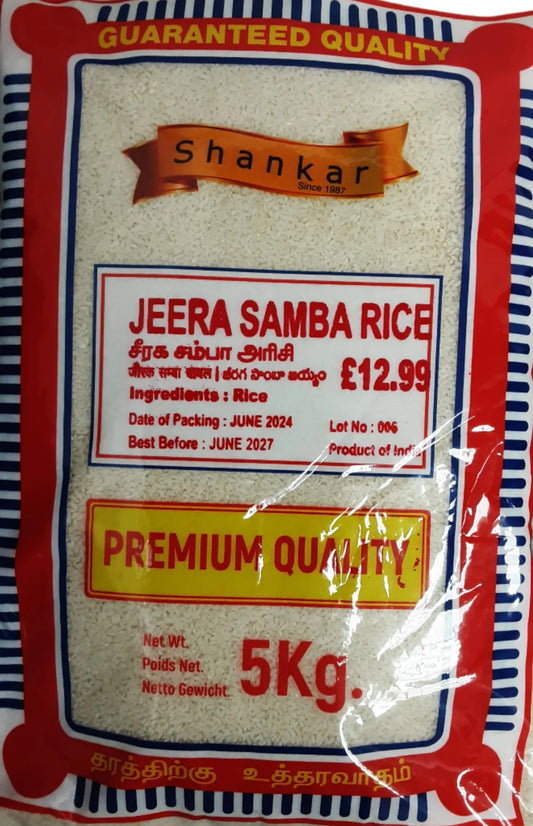 GUARANTEED QUALITY
Shankar
Since 1987
JEERA SAMBA RICE
சீரக சம்பா அரிசி
जीरक सम्बा
£12.99
Ingredients : Rice
Date of Packing : JUNE 2024
Lot No : 006
Best Before : JUNE 2027
Product of India
PREMIUM QUALITY
Net Wt.
Poids Net.
Netto Gewicht.
5Kg.
தரத்திற்கு உத்தரவாதம்